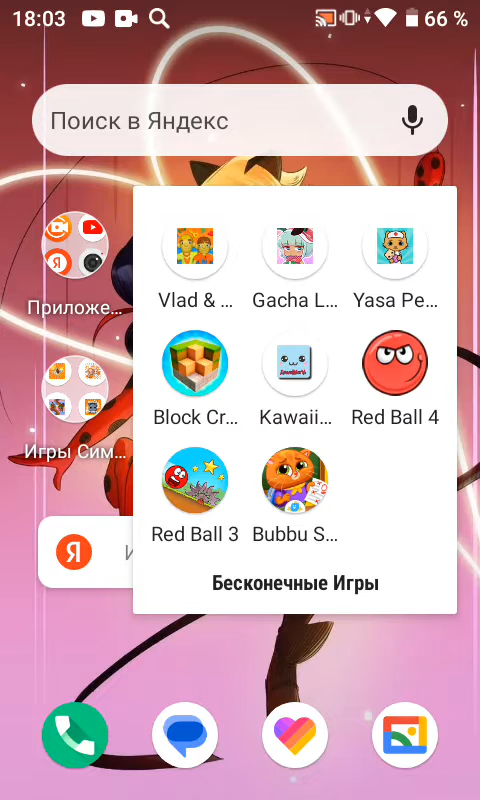 18:03
66 %
Поиск в Яндекс
Приложе...
Игры Сим...
Vlad & ...
Gacha L...
Yasa Pe...
Block Cr...
Kawaii...
Red Ball 4
Red Ball 3
Bubbu S...
Я
Бесконечные Игры